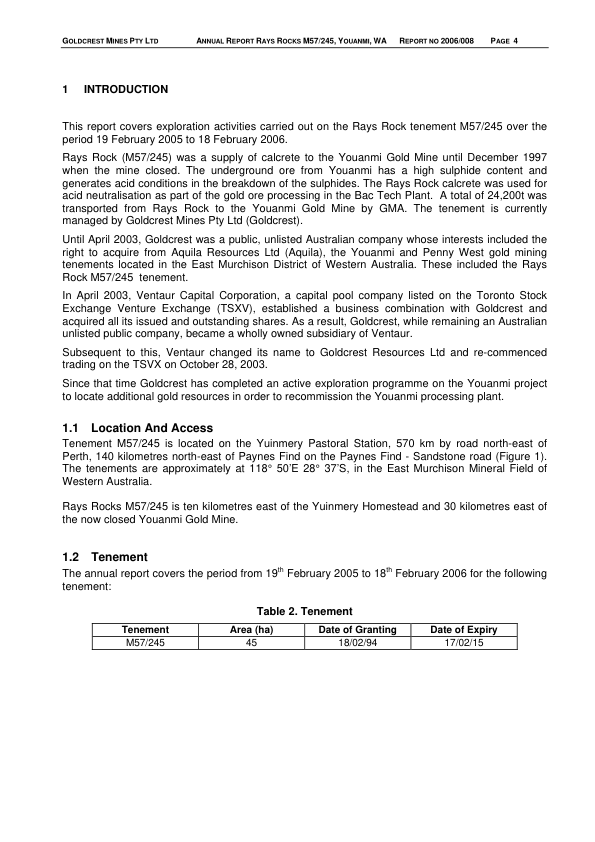 GOLDCREST MINES PTY LTD ANNUAL REPORT RAYS ROCKS M57/245, YOUANMI, WA REPORT NO 2006/008 PAGE 4
1 INTRODUCTION
This report covers exploration activities carried out on the Rays Rock tenement M57/245 over the
period 19 February 2005 to 18 February 2006.
Rays Rock (M57/245) was a supply of calcrete to the Youanmi Gold Mine until December 1997
when the mine closed. The underground ore from Youanmi has a high sulphide content and
generates acid conditions in the breakdown of the sulphides. The Rays Rock calcrete was used for
acid neutralisation as part of the gold ore processing in the Bac Tech Plant. A total of 24,200t was
transported from Rays Rock to the Youanmi Gold Mine by GMA. The tenement is currently
managed by Goldcrest Mines Pty Ltd (Goldcrest).
Until April 2003, Goldcrest was a public, unlisted Australian company whose interests included the
right to acquire from Aquila Resources Ltd (Aquila), the Youanmi and Penny West gold mining
tenements located in the East Murchison District of Western Australia. These included the Rays
Rock M57/245 tenement.
In April 2003, Ventaur Capital Corporation, a capital pool company listed on the Toronto Stock
Exchange Venture Exchange (TSXV), established a business combination with Goldcrest and
acquired all its issued and outstanding shares. As a result, Goldcrest, while remaining an Australian
unlisted public company, became a wholly owned subsidiary of Ventaur.
Subsequent to this, Ventaur changed its name to Goldcrest Resources Ltd and re-commenced
trading on the TSVX on October 28, 2003.
Since that time Goldcrest has completed an active exploration programme on the Youanmi project
to locate additional gold resources in order to recommission the Youanmi processing plant.
1.1 Location And Access
Tenement M57/245 is located on the Yuinmery Pastoral Station, 570 km by road north-east of
Perth, 140 kilometres north-east of Paynes Find on the Paynes Find - Sandstone road (Figure 1).
The tenements are approximately at 118° 50'E 28° 37'S, in the East Murchison Mineral Field of
Western Australia.
Rays Rocks M57/245 is ten kilometres east of the Yuinmery Homestead and 30 kilometres east of
the now closed Youanmi Gold Mine.
1.2 Tenement
The annual report covers the period from 19th February 2005 to 18th February 2006 for the following
tenement:
Table 2. Tenement
Tenement Area (ha) Date of Granting Date of Expiry
M57/245 45 18/02/94 17/02/15